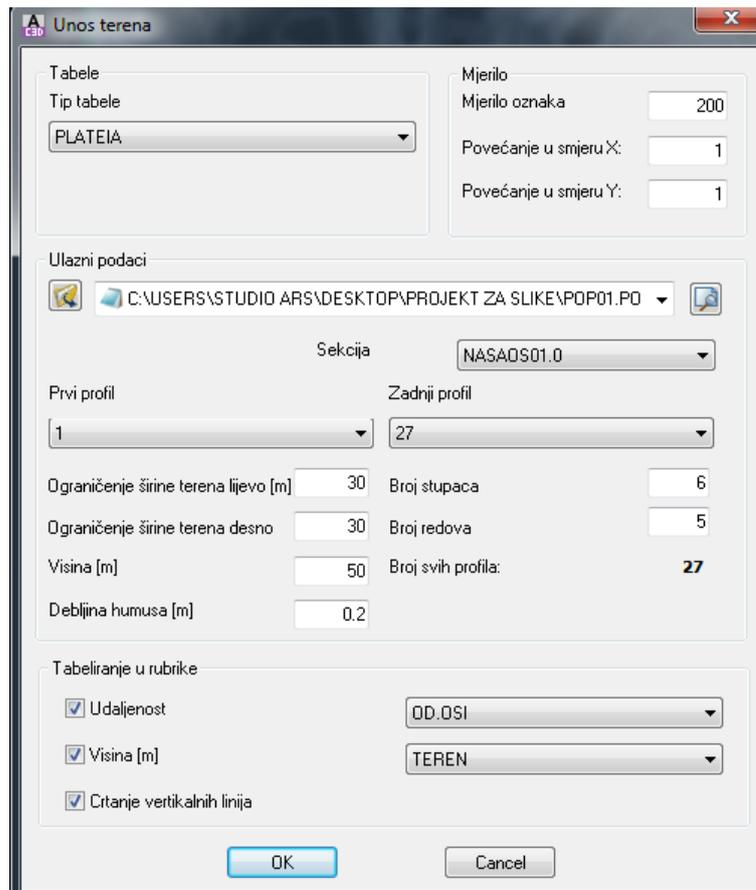 A
C3D
Unos terena
x
Tabele
Tip tabele
PLATEIA
Mjerilo
Mjerilo oznaka 200
Povećanje u smjeru X: 1
Povećanje u smjeru Y: 1
Ulazni podaci
C:\USERS\STUDIO ARS\DESKTOP\PROJEKT ZA SLIKE\POP01.PO
Sekcija NASAOS01.0
Prvi profil
1
Zadnji profil
27
Ograničenje širine terena lijevo [m] 30
Ograničenje širine terena desno 30
Visina [m] 50
Debljina humusa [m] 0.2
Broj stupaca 6
Broj redova 5
Broj svih profila: 27
Tabeliranje u rubrike
Udaljenost OD.OSI
Visina [m] TEREN
Crtanje vertikalnih linija
OK
Cancel